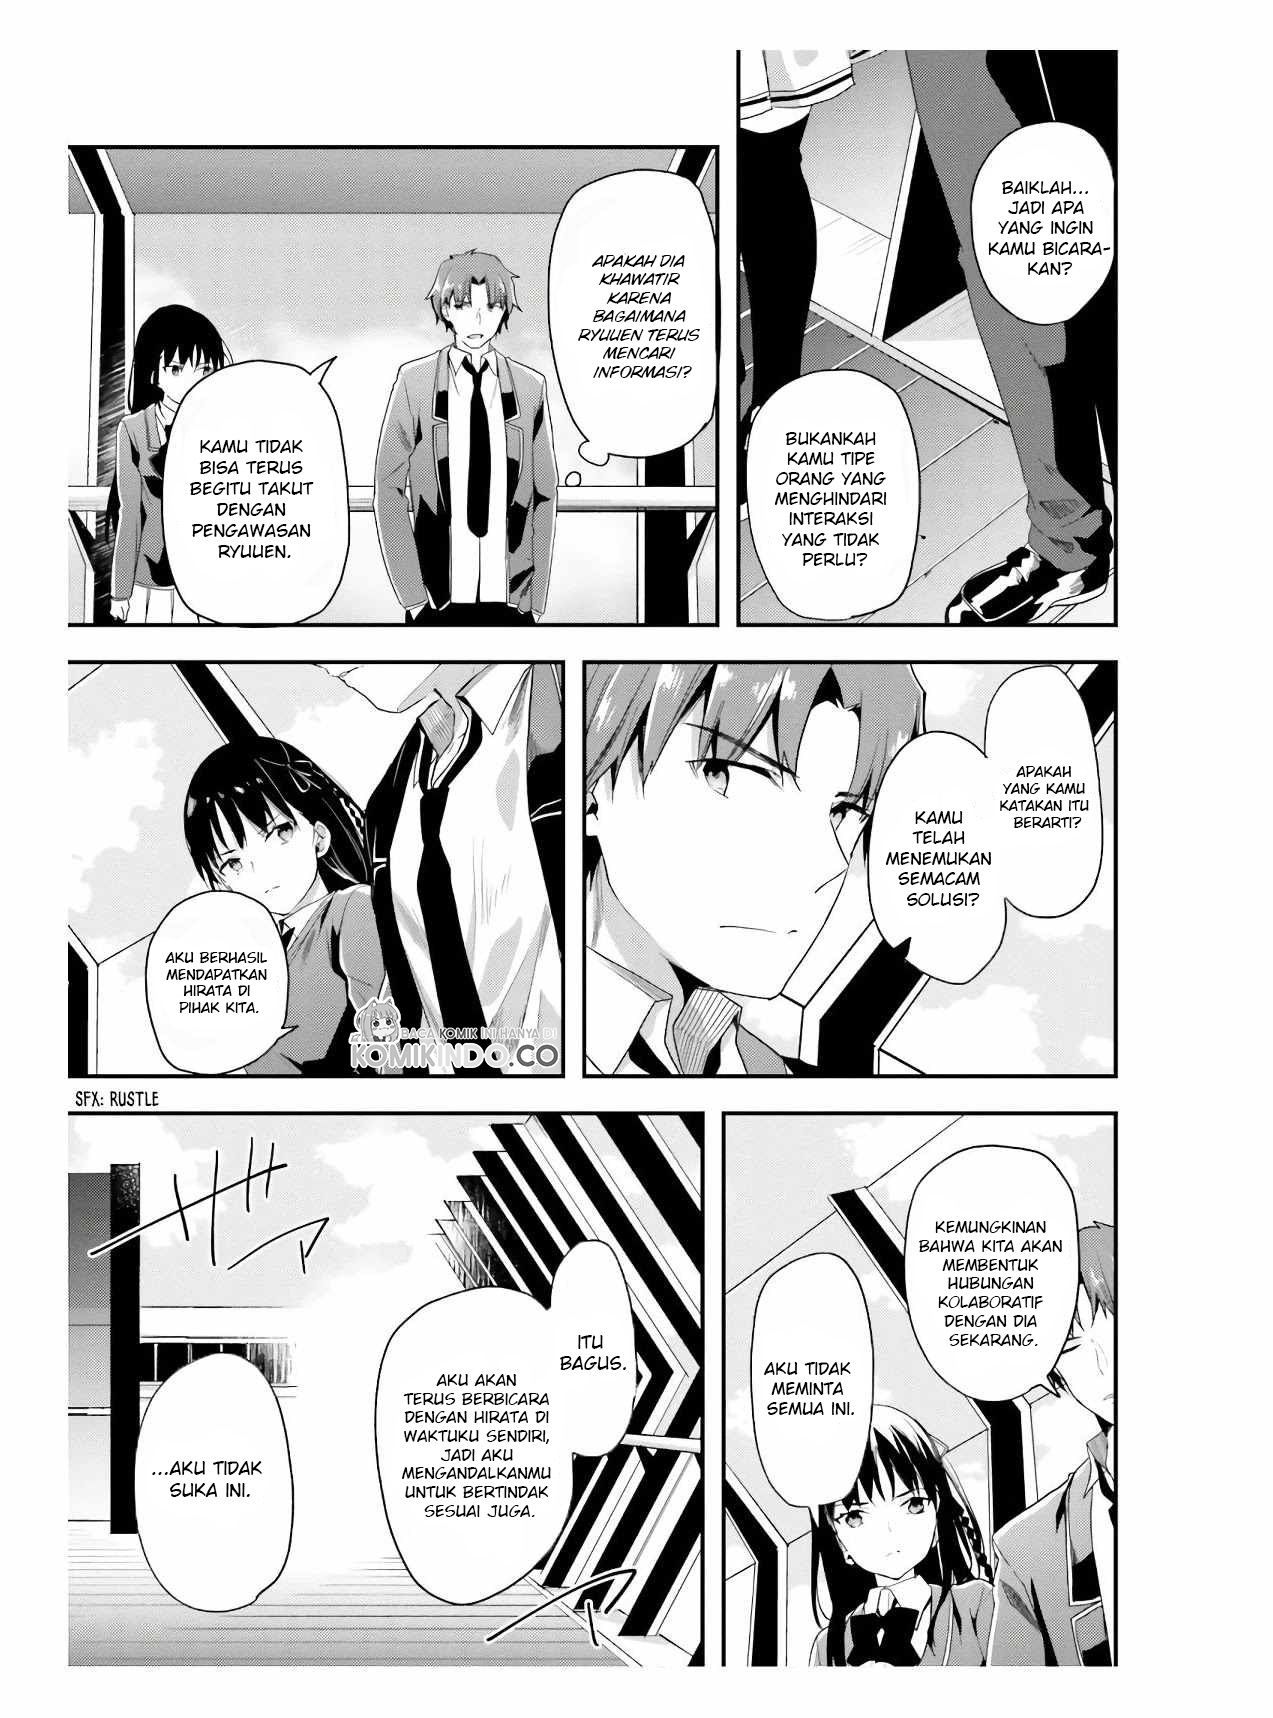 BAIKLAH...
JADI APA
YANG INGIN
KAMU BICARA-
KAN?
BUKANKAH
KAMU TIPE
ORANG YANG
MENGHINDARI
INTERAKSI
YANG TIDAK
PERLU?
APAKAH DIA
KHAWATIR
KARENA
BAGAIMANA
RYUUEN TERUS
MENCARI
INFORMASI?
KAMU TIDAK
BISA TERUS
BEGITU TAKUT
DENGAN
PENGAWASAN
RYUUEN.
APAKAH
YANG KAMU
KATAKAN ITU
BERARTI?
KAMU
TELAH
MENEMUKAN
SEMACAM
SOLUSI?
AKU BERHASIL
MENDAPATKAN
HIRATA DI
PIHAK KITA.
BACA KOMIK INI HANYA DI
KOMIKINDO.CO
SFX: RUSTLE
KEMUNGKINAN
BAHWA KITA AKAN
MEMBENTUK
HUBUNGAN
KOLABORATIF
DENGAN DIA
SEKARANG.
AKU TIDAK
MEMINTA
SEMUA INI.
ITU
BAGUS.
AKU AKAN
TERUS BERBICARA
DENGAN HIRATA DI
WAKTUKU SENDIRI,
JADI AKU
MENGANDALKANMU
UNTUK BERTINDAK
SESUAI JUGA.
...AKU TIDAK
SUKA INI.